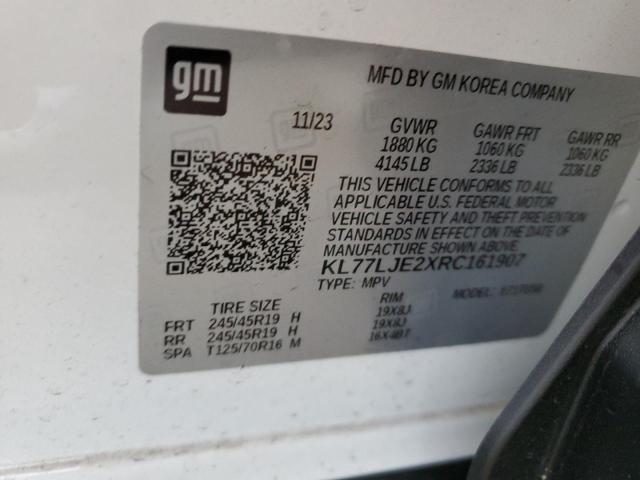 gm
MFD BY GM KOREA COMPANY
11/23 GVWR GAWR FRT GAWR RR
1880 KG 1060 KG 1060 KG
4145 LB 2336 LB 2336 LB
THIS VEHICLE CONFORMS TO ALL
APPLICABLE U.S. FEDERAL MOTOR
VEHICLE SAFETY AND THEFT PREVENTION
STANDARDS IN EFFECT ON THE DATE OF
MANUFACTURE SHOWN ABOVE.
KL77LJE2XRC161907
TYPE: MPV MODEL:
TIRE SIZE RIM
FRT 245/45R19 H 19X8J
RR 245/45R19 H 19X8J
SPA T125/70R16 M 16X4BT